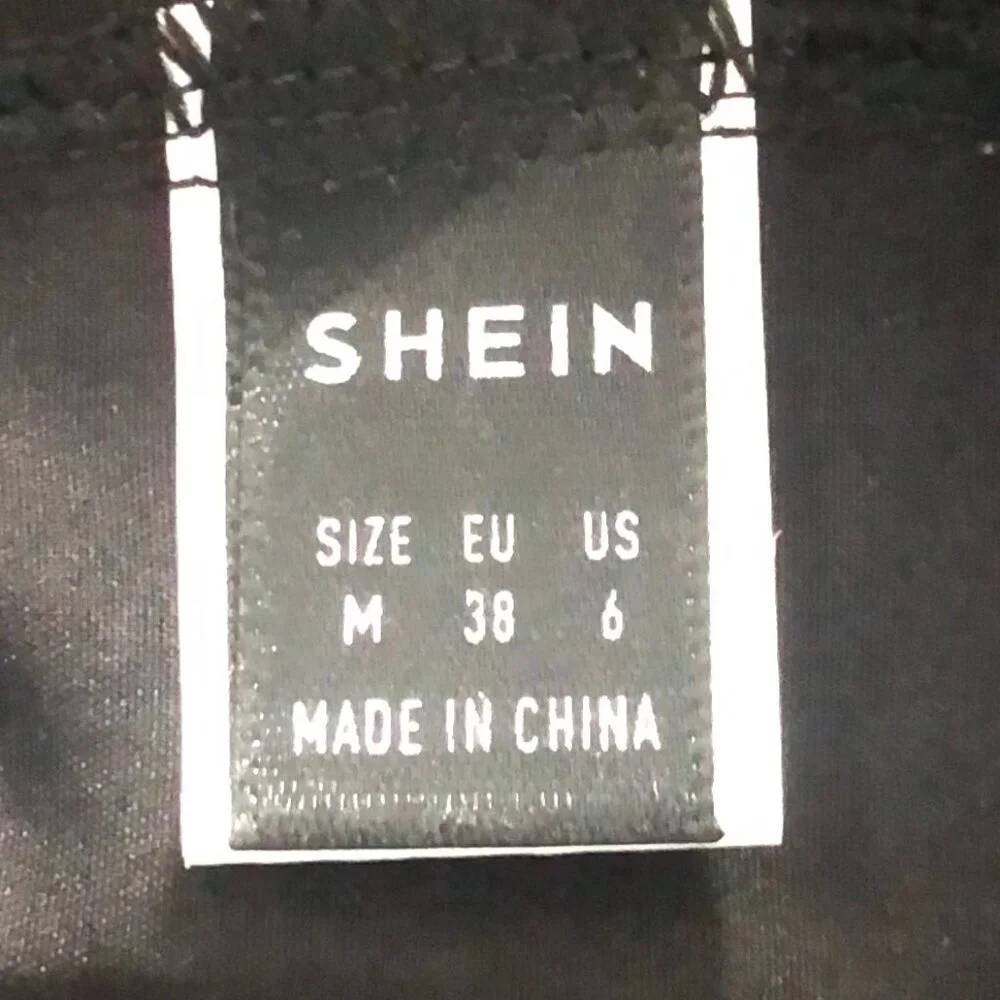 SHEIN
SIZE EU US
M 38 6
MADE IN CHINA